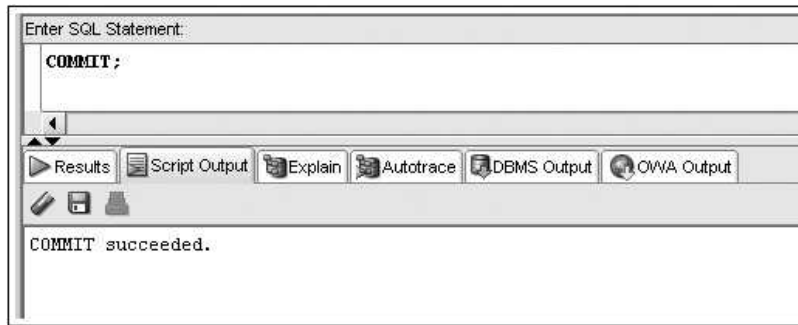 Enter SQL Statement:
COMMIT;
Results Script Output Explain Autotrace DBMS Output OWA Output
COMMIT succeeded.